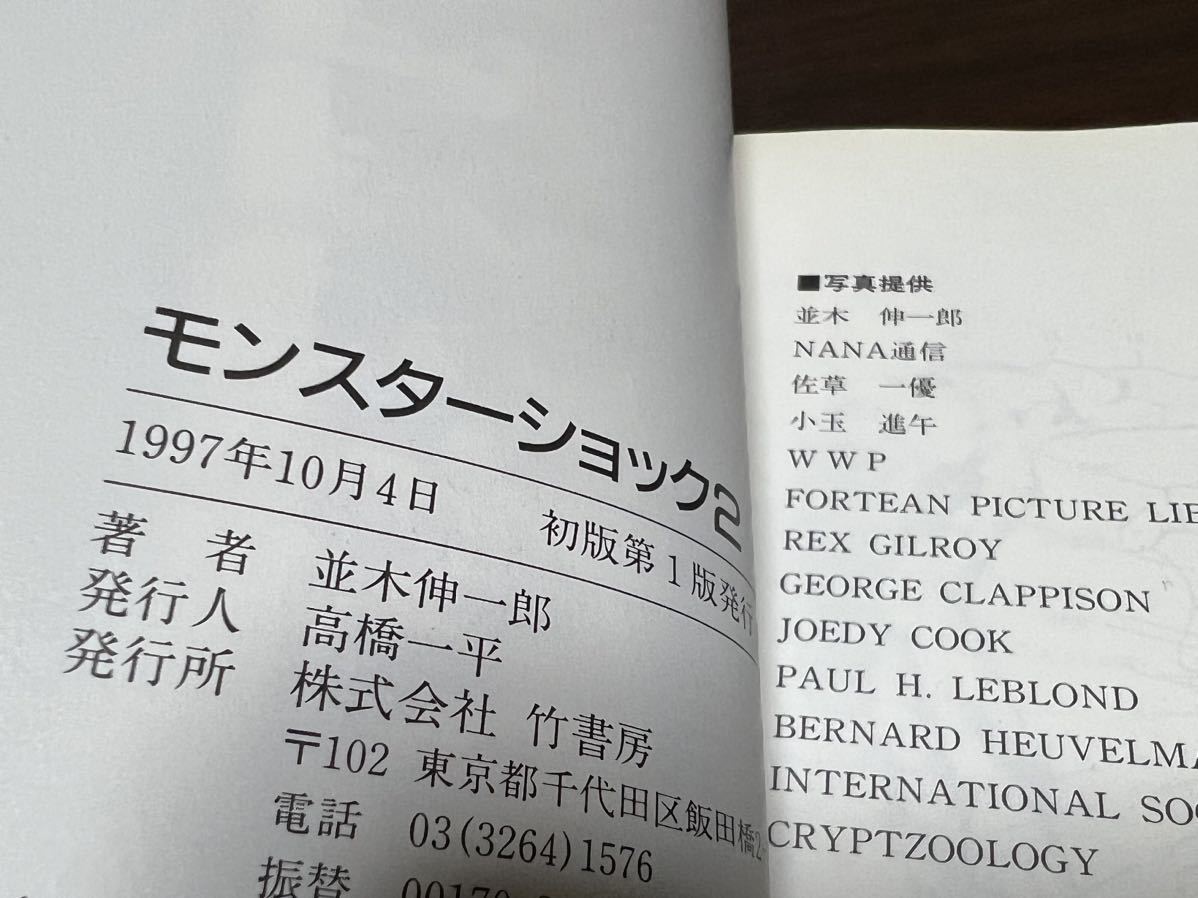 モンスターショック2
1997年10月4日 初版第1版発行
著 者 並木伸一郎
発行人 高橋一平
発行所 株式会社 竹書房
〒102 東京都千代田区飯田橋2
電話 03(3264)1576
振替 00170
■写真提供
並木 伸一郎
NANA通信
佐草 一優
小玉 進午
WWP
FORTEAN PICTURE LIB
REX GILROY
GEORGE CLAPPISON
JOEDY COOK
PAUL H. LEBLOND
BERNARD HEUVELMA
INTERNATIONAL SOC
CRYPTZOOLOGY